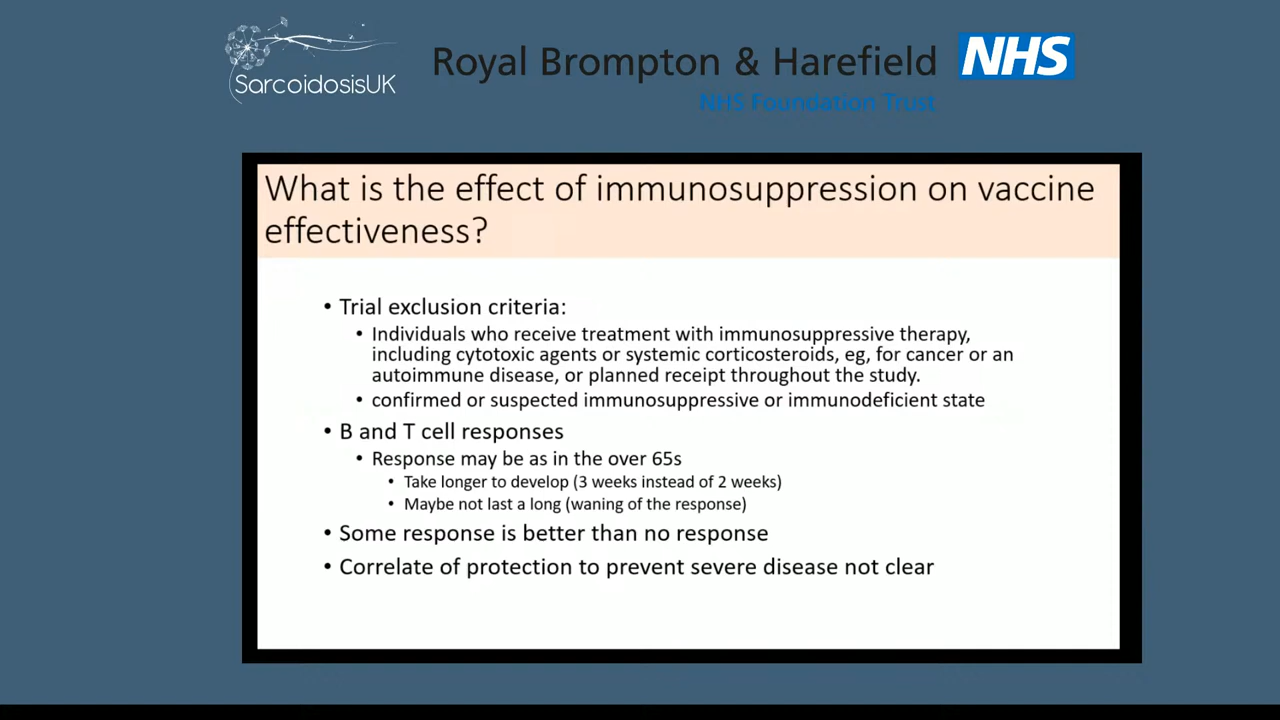 SarcoidosisUK
Royal Brompton & Harefield NHS
NHS Foundation Trust
What is the effect of immunosuppression on vaccine
effectiveness?
• Trial exclusion criteria:
• Individuals who receive treatment with immunosuppressive therapy,
including cytotoxic agents or systemic corticosteroids, eg, for cancer or an
autoimmune disease, or planned receipt throughout the study.
• confirmed or suspected immunosuppressive or immunodeficient state
• B and T cell responses
• Response may be as in the over 65s
• Take longer to develop (3 weeks instead of 2 weeks)
• Maybe not last a long (waning of the response)
• Some response is better than no response
• Correlate of protection to prevent severe disease not clear